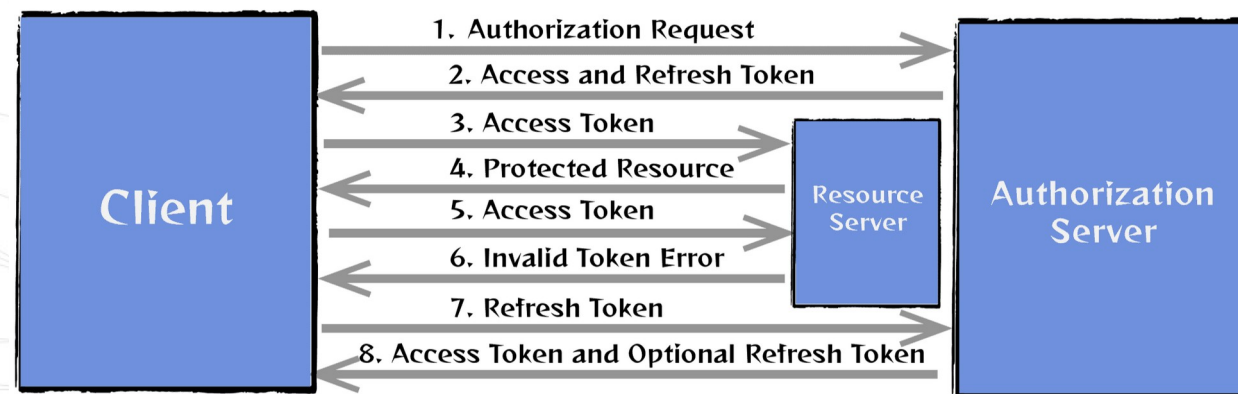 1. Authorization Request
2. Access and Refresh Token
3. Access Token
4. Protected Resource
5. Access Token
6. Invalid Token Error
7. Refresh Token
8. Access Token and Optional Refresh Token
Client
Resource
Server
Authorization
Server